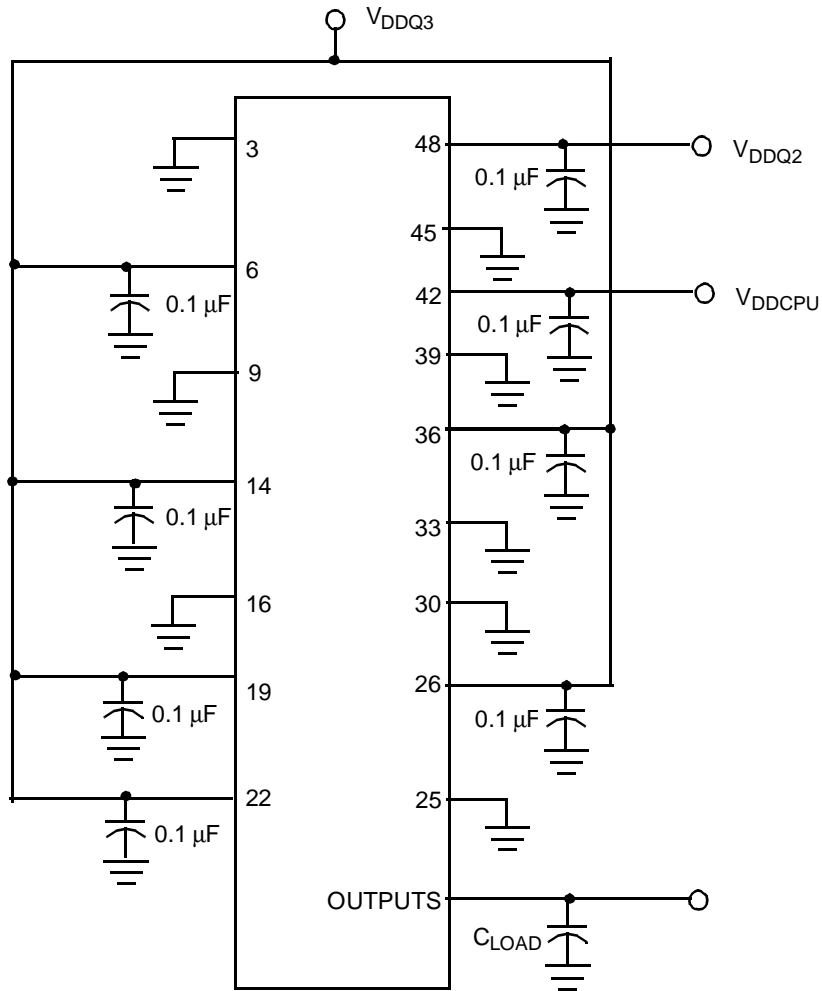 VDDQ3
3
48
0.1 µF
VDDQ2
45
6
0.1 µF
42
0.1 µF
VDDCPU
9
39
36
0.1 µF
14
0.1 µF
33
16
30
19
0.1 µF
26
0.1 µF
22
0.1 µF
25
OUTPUTS
CLOAD